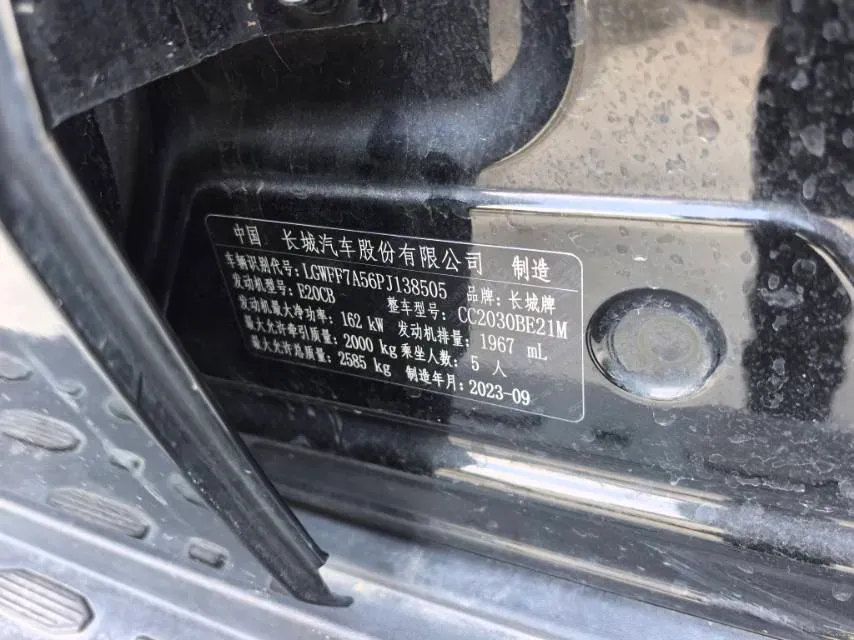 中国 长城汽车股份有限公司 制造
车辆识别代号:LGWFF7A56PJ138505 品牌:长城牌
发动机型号:E20CB 整车型号:CC2030BE21M
发动机最大净功率:162 kW 发动机排量:1967 mL
最大允许牵引质量:2000 kg 乘坐人数:5 人
最大允许总质量:2585 kg 制造年月:2023-09